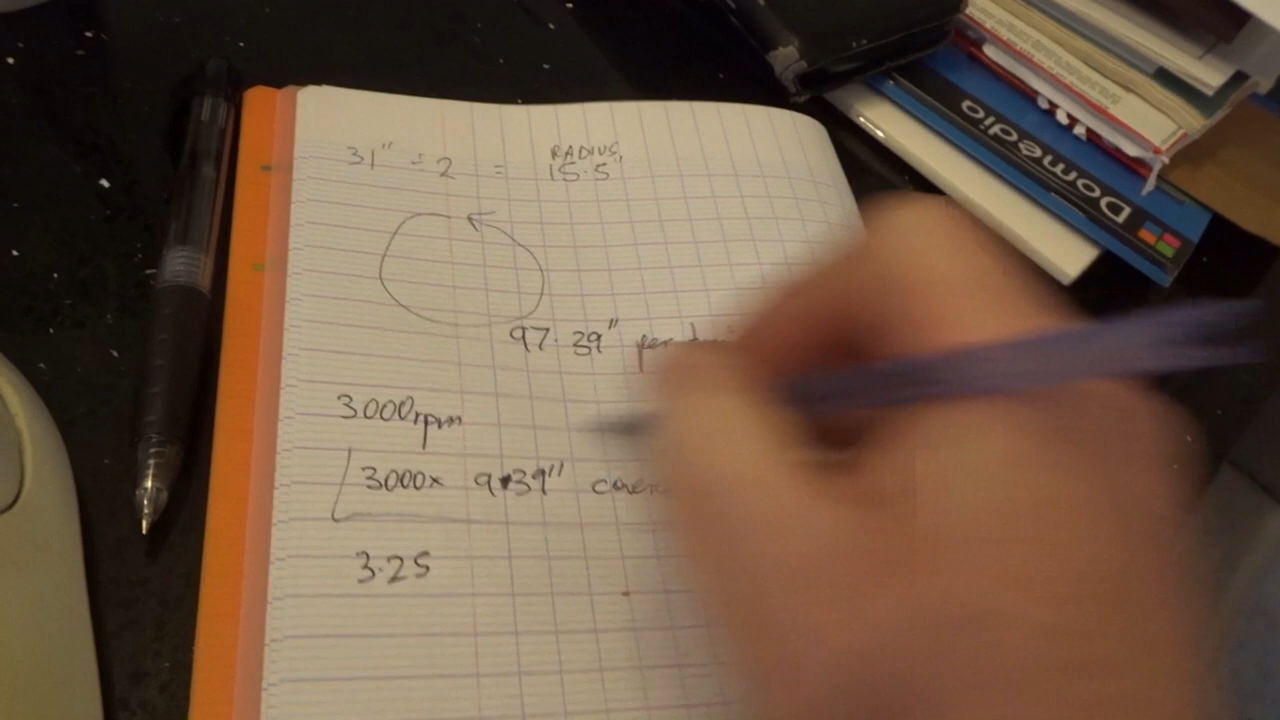 31" ÷ 2 = RADIUS 15.5"
97.39" per
3000rpm
3000x 9.39"
3.25
Domedia